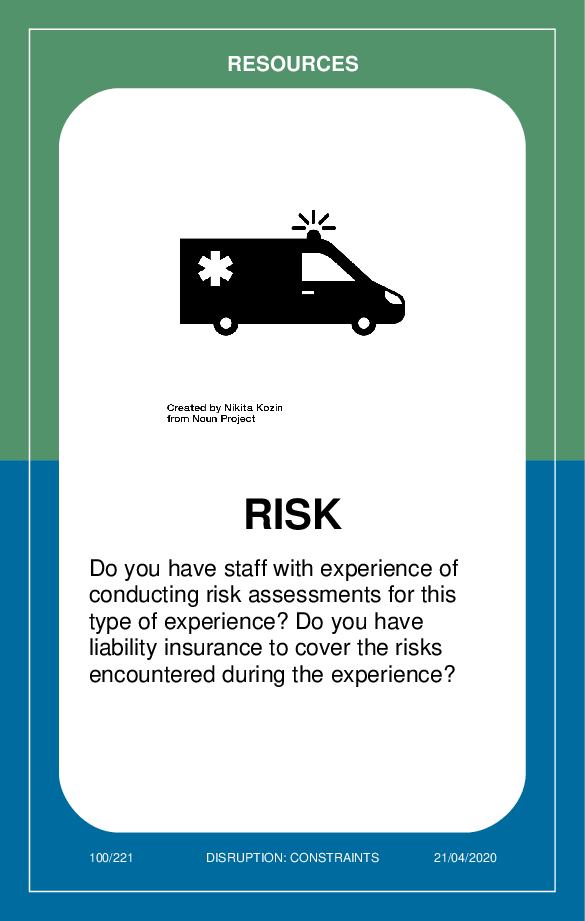 RESOURCES
Created by Nikita Kozin
from Noun Project
RISK
Do you have staff with experience of
conducting risk assessments for this
type of experience? Do you have
liability insurance to cover the risks
encountered during the experience?
100/221 DISRUPTION: CONSTRAINTS 21/04/2020